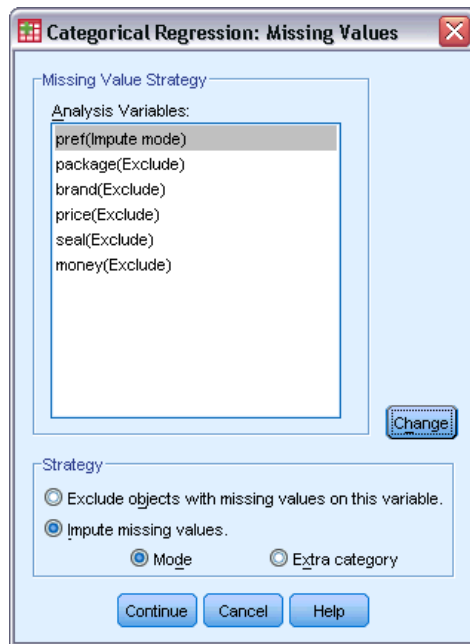 Categorical Regression: Missing Values
Missing Value Strategy
Analysis Variables:
pref(Impute mode)
package(Exclude)
brand(Exclude)
price(Exclude)
seal(Exclude)
money(Exclude)
Change
Strategy
Exclude objects with missing values on this variable.
Impute missing values.
Mode Extra category
Continue Cancel Help